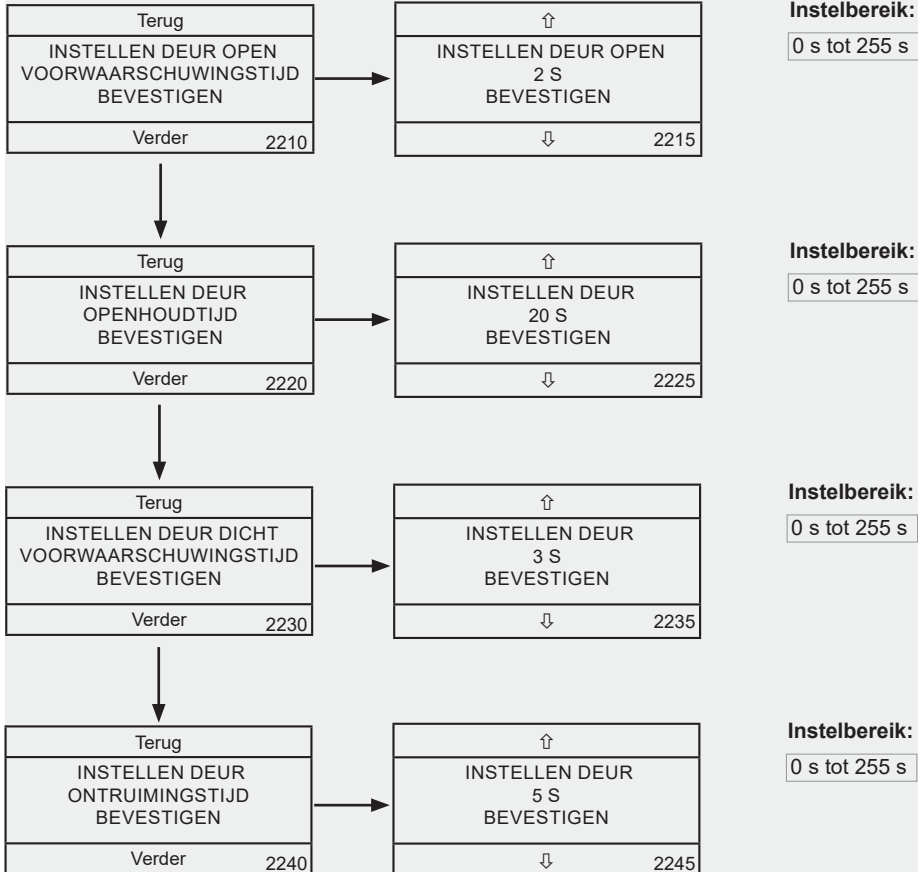 Terug
INSTELLEN DEUR OPEN
VOORWAARSCHUWINGSTIJD
BEVESTIGEN
Verder 2210
⇧
INSTELLEN DEUR OPEN
2 S
BEVESTIGEN
⇩ 2215
Instelbereik:
0 s tot 255 s
Terug
INSTELLEN DEUR
OPENHOUDTIJD
BEVESTIGEN
Verder 2220
⇧
INSTELLEN DEUR
20 S
BEVESTIGEN
⇩ 2225
Instelbereik:
0 s tot 255 s
Terug
INSTELLEN DEUR DICHT
VOORWAARSCHUWINGSTIJD
BEVESTIGEN
Verder 2230
⇧
INSTELLEN DEUR
3 S
BEVESTIGEN
⇩ 2235
Instelbereik:
0 s tot 255 s
Terug
INSTELLEN DEUR
ONTRUIMINGSTIJD
BEVESTIGEN
Verder 2240
⇧
INSTELLEN DEUR
5 S
BEVESTIGEN
⇩ 2245
Instelbereik:
0 s tot 255 s